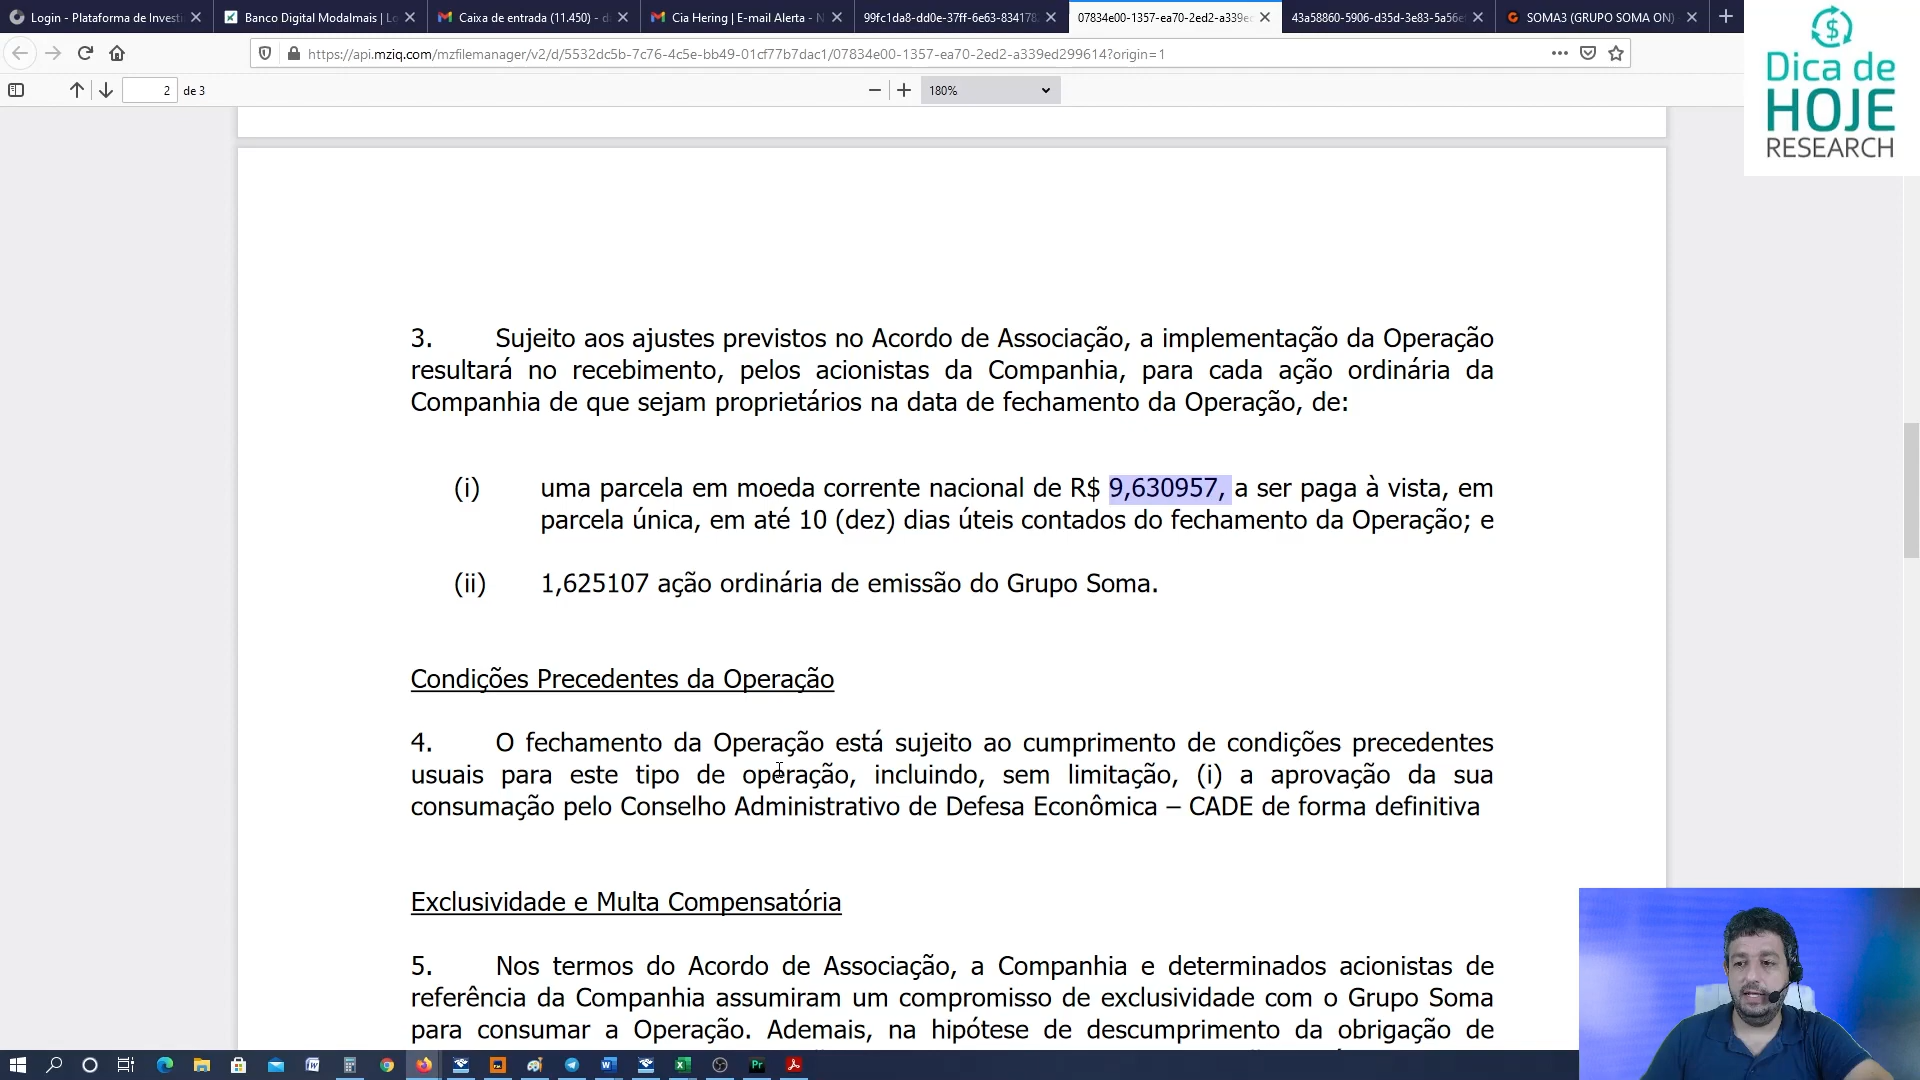 Login - Plataforma de Investi
Banco Digital Modalmais | Lo
Caixa de entrada (11.450) - d
Cia Hering | E-mail Alerta - N
99fc1da8-dd0e-37ff-6e63-8341782
07834e00-1357-ea70-2ed2-a339ed
43a58860-5906-d35d-3e83-5a56ef
SOMA3 (GRUPO SOMA ON)
https://api.mziq.com/mzfilemanager/v2/d/5532dc5b-7c76-4c5e-bb49-01cf77b7dac1/07834e00-1357-ea70-2ed2-a339ed299614?origin=1
2 de 3
180%
Dica de
HOJE
RESEARCH
3. Sujeito aos ajustes previstos no Acordo de Associação, a implementação da Operação
resultará no recebimento, pelos acionistas da Companhia, para cada ação ordinária da
Companhia de que sejam proprietários na data de fechamento da Operação, de:
(i) uma parcela em moeda corrente nacional de R$ 9,630957, a ser paga à vista, em
parcela única, em até 10 (dez) dias úteis contados do fechamento da Operação; e
(ii) 1,625107 ação ordinária de emissão do Grupo Soma.
Condições Precedentes da Operação
4. O fechamento da Operação está sujeito ao cumprimento de condições precedentes
usuais para este tipo de operação, incluindo, sem limitação, (i) a aprovação da sua
consumação pelo Conselho Administrativo de Defesa Econômica – CADE de forma definitiva
Exclusividade e Multa Compensatória
5. Nos termos do Acordo de Associação, a Companhia e determinados acionistas de
referência da Companhia assumiram um compromisso de exclusividade com o Grupo Soma
para consumar a Operação. Ademais, na hipótese de descumprimento da obrigação de